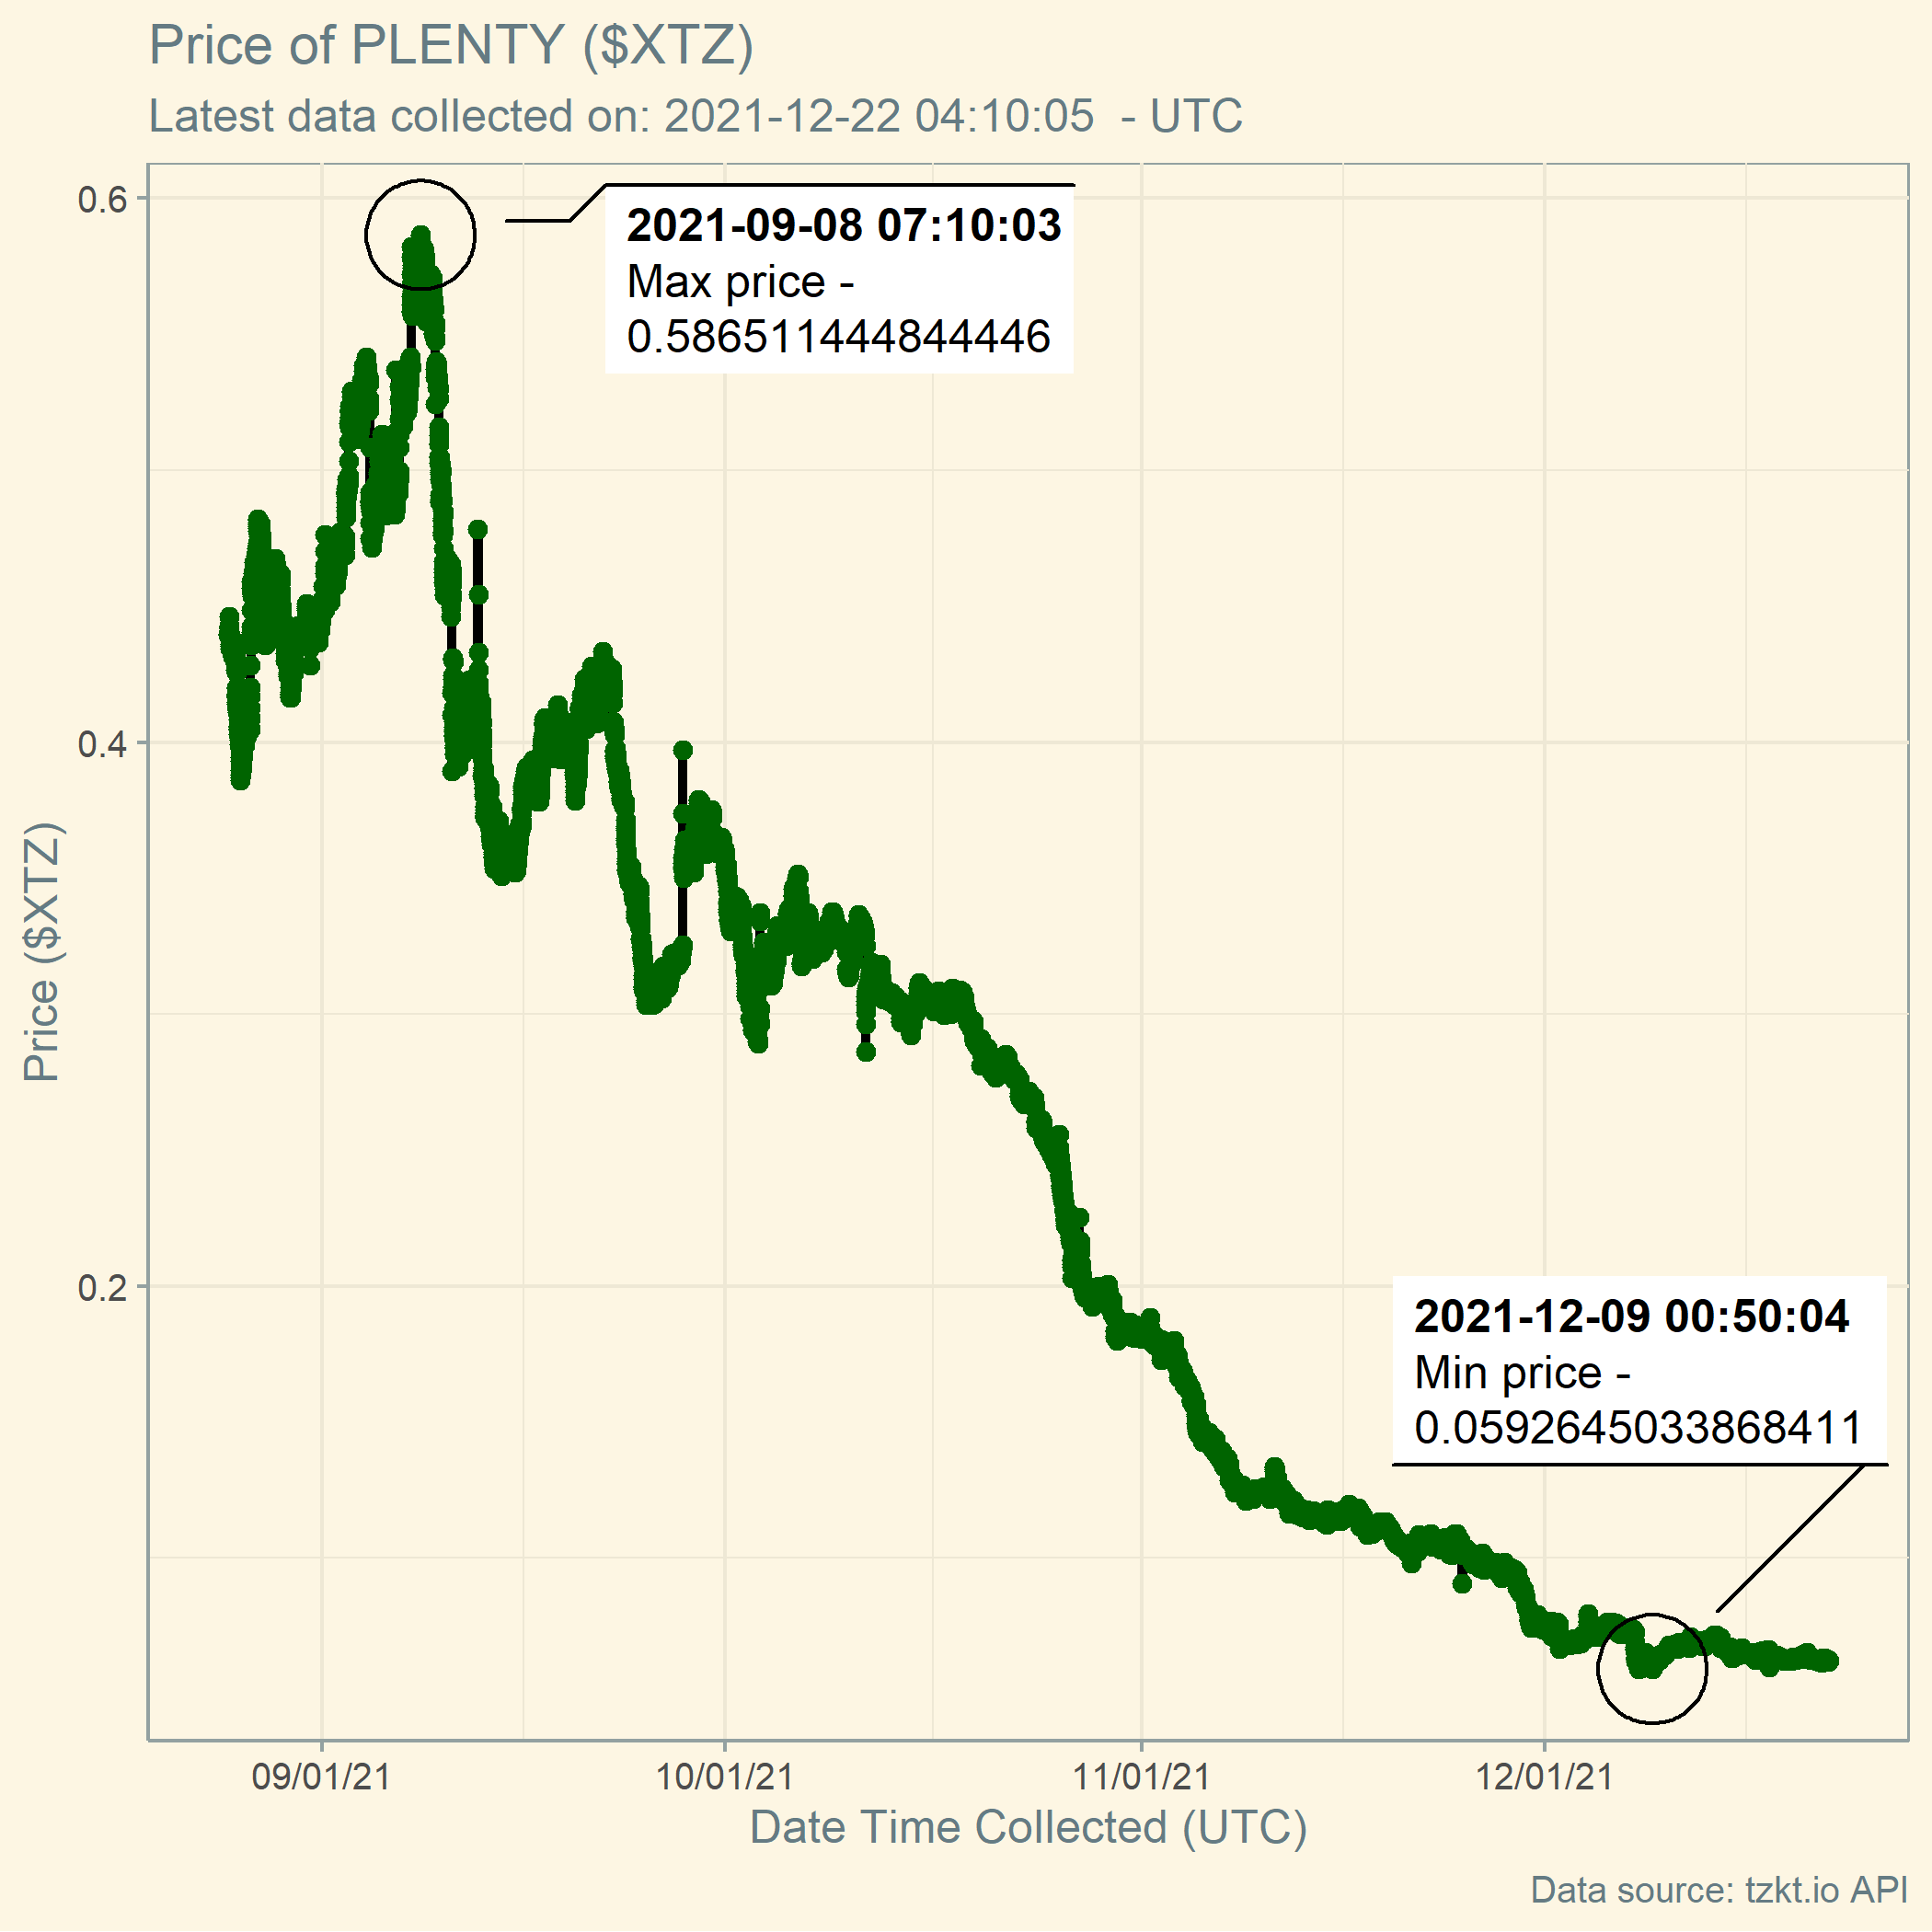 Price of PLENTY ($XTZ)
Latest data collected on: 2021-12-22 04:10:05  - UTC
0.6
2021-09-08 07:10:03
Max price -
0.586511444844446
0.4
Price ($XTZ)
0.2
2021-12-09 00:50:04
Min price -
0.0592645033868411
09/01/21
10/01/21
11/01/21
12/01/21
Date Time Collected (UTC)
Data source: tzkt.io API